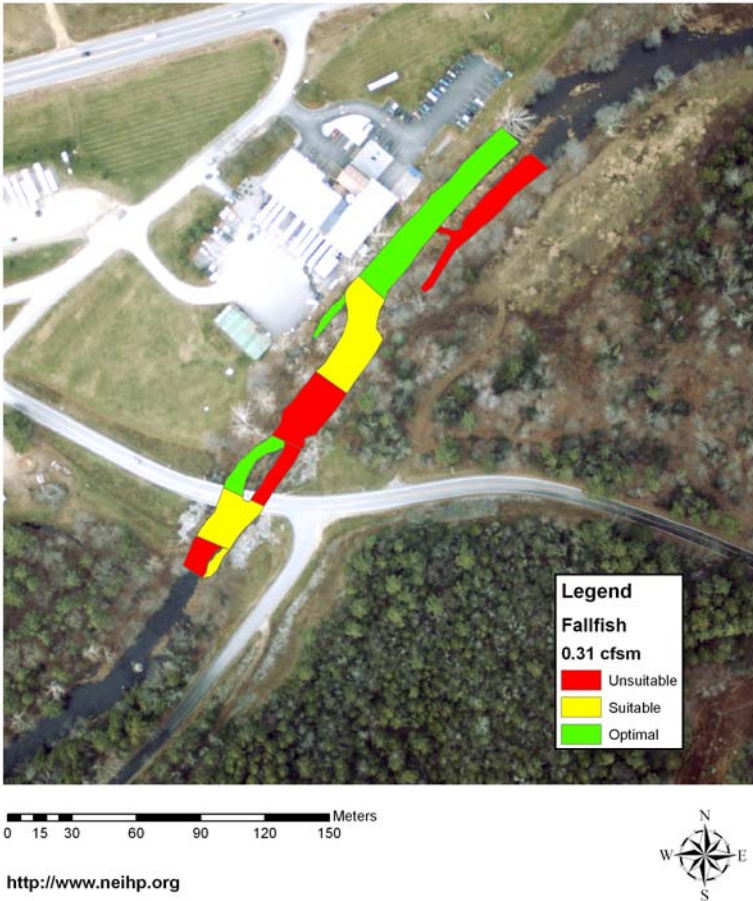 Legend
Fallfish
0.31 cfsm
Unsuitable
Suitable
Optimal
Meters
0 15 30 60 90 120 150
http://www.neihp.org
N
W E
S